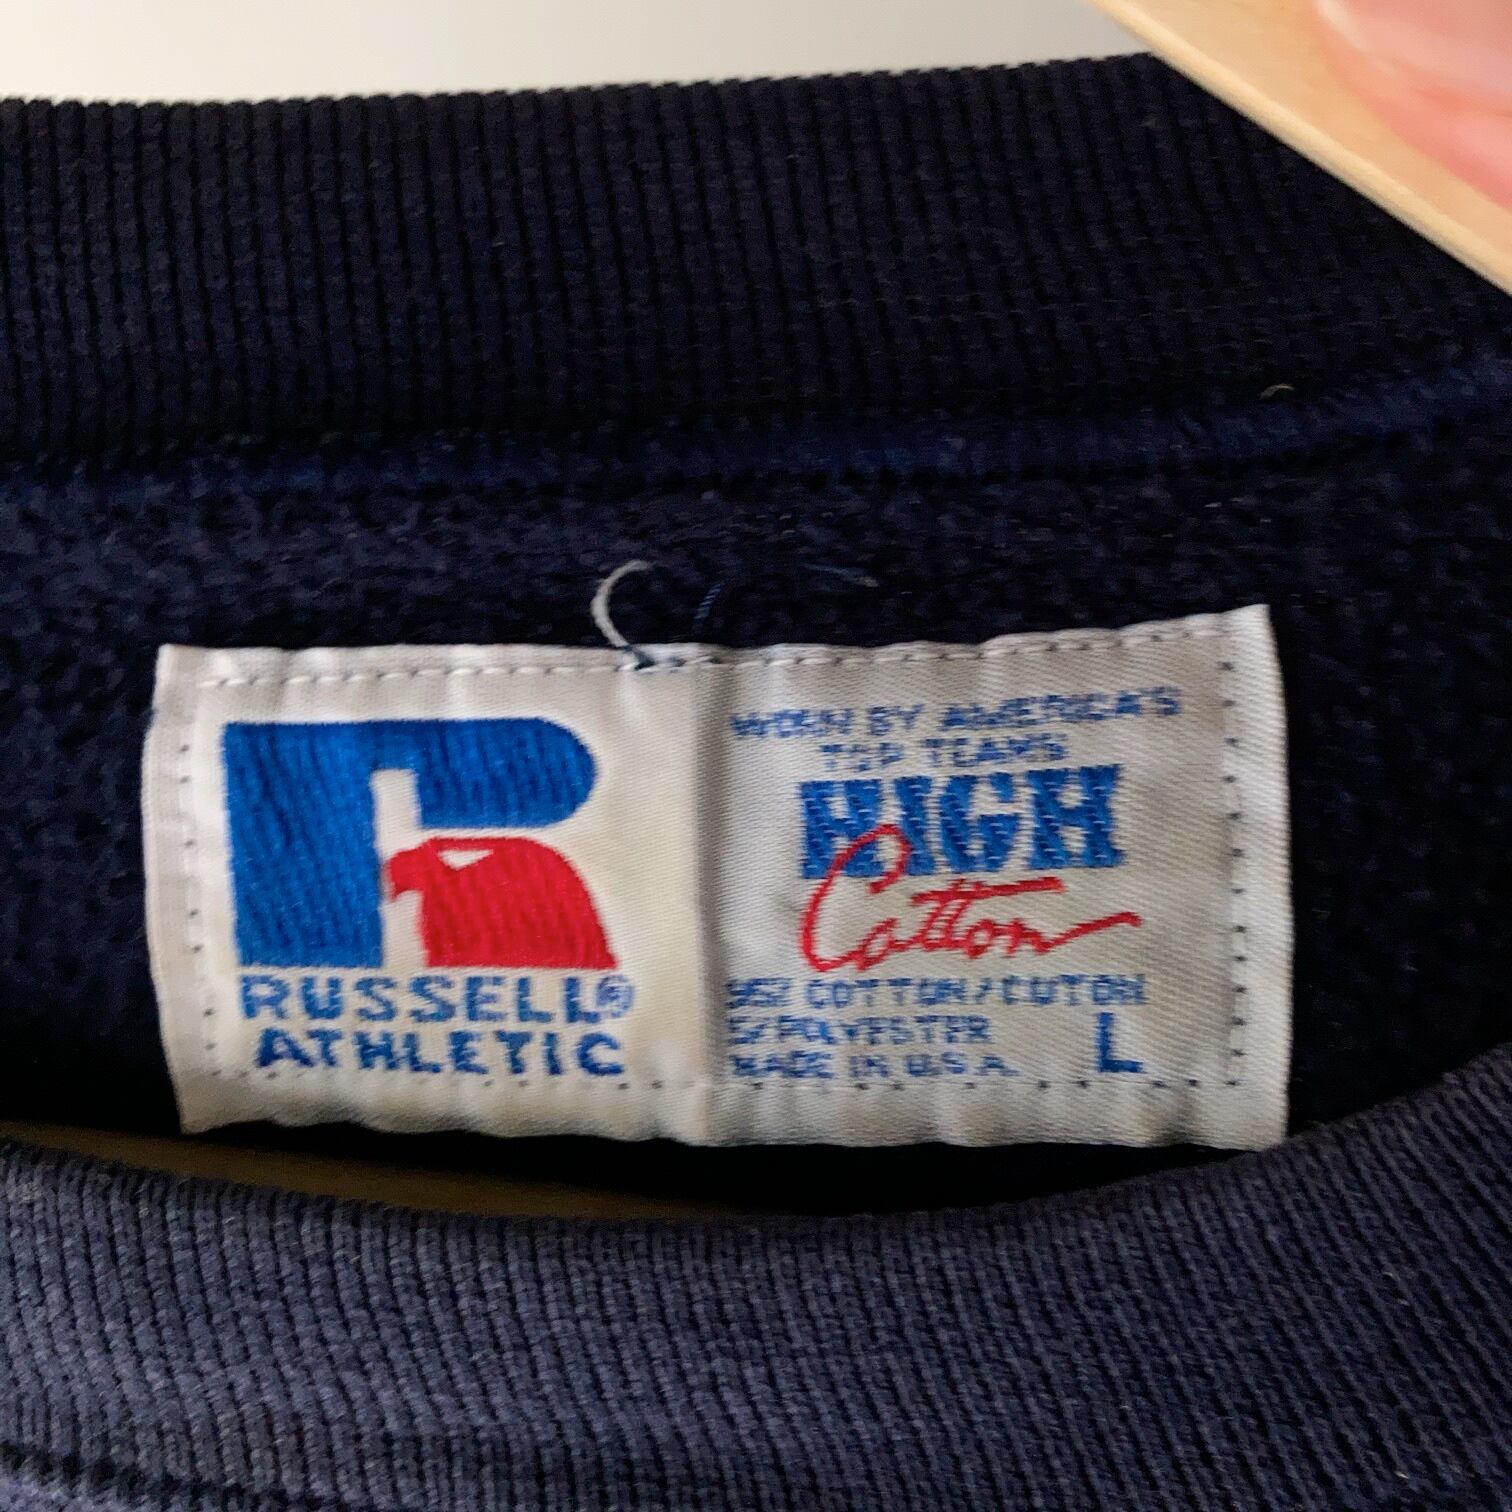 RUSSELL®
ATHLETIC
WORN BY AMERICA'S
TOP TEAMS
HIGH
Cotton
95% COTTON/COTON
5% POLYESTER
MADE IN U.S.A.
L